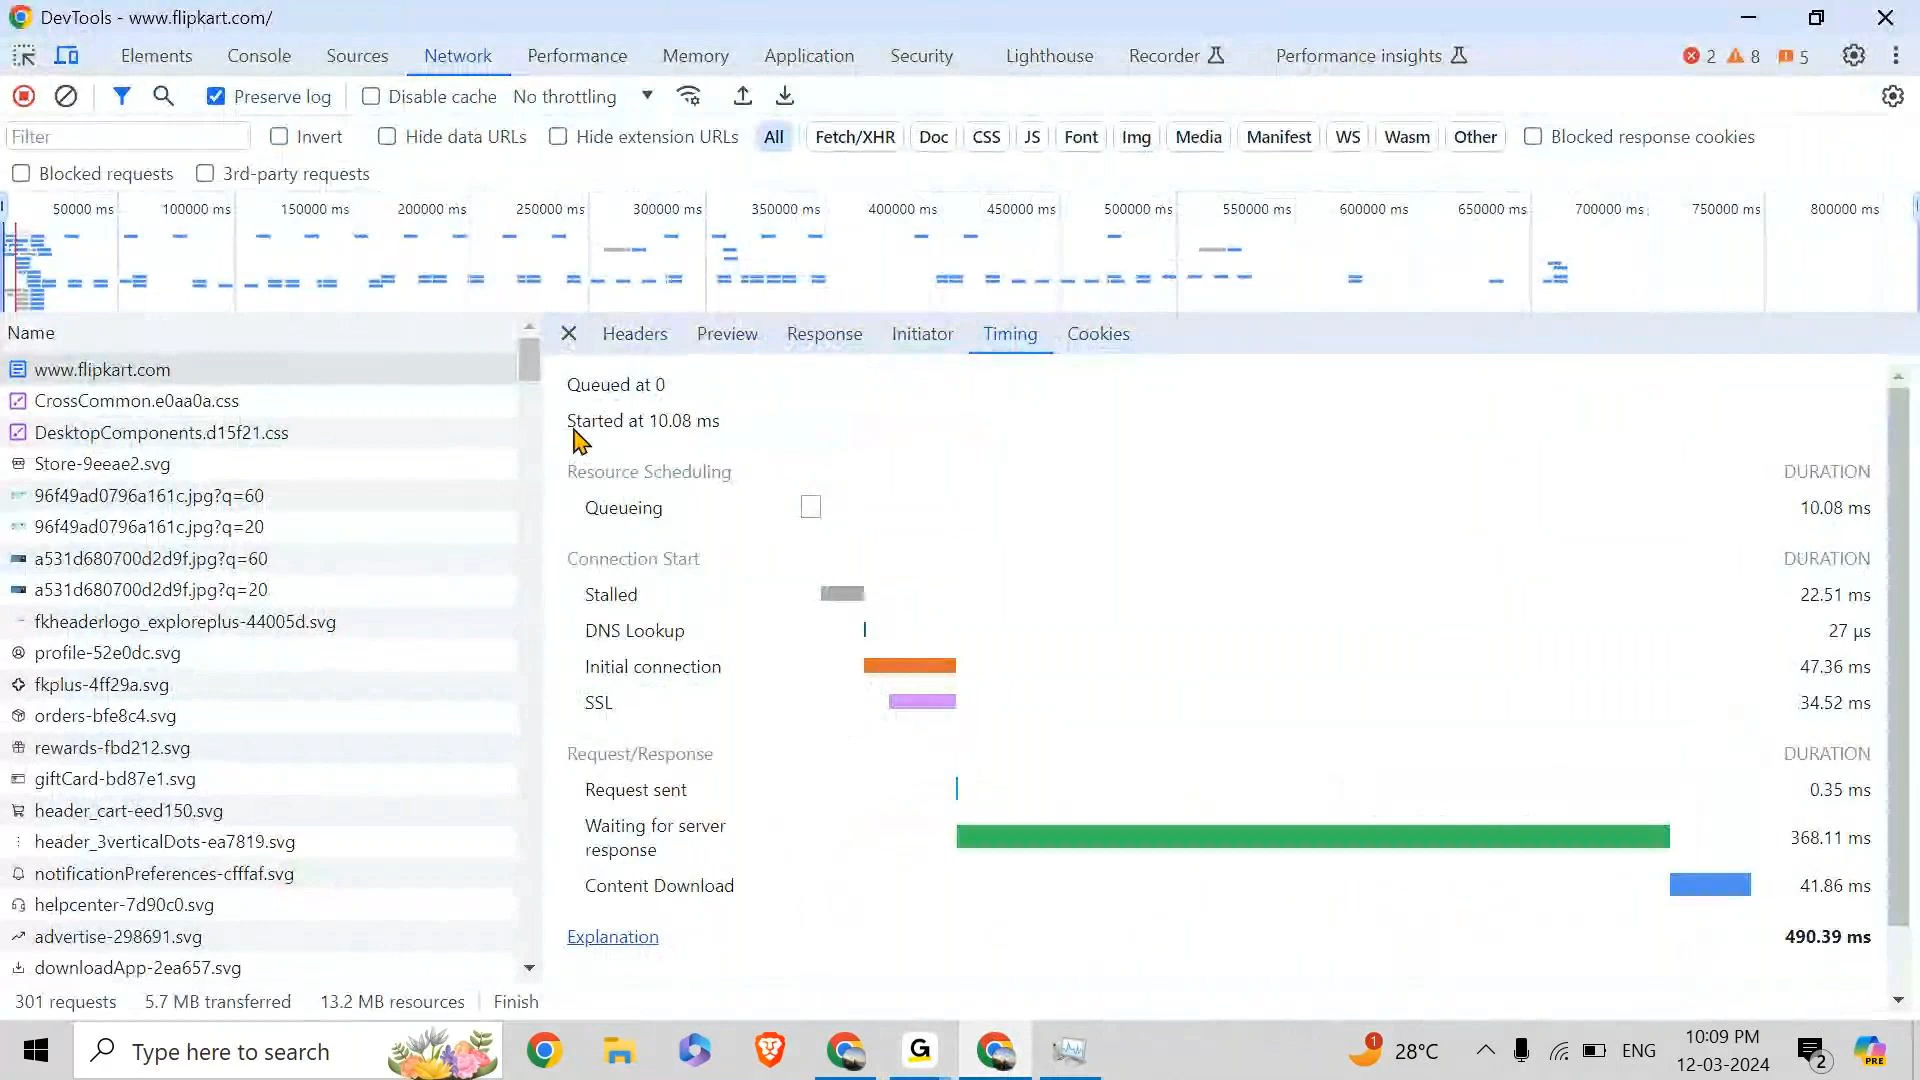 DevTools - www.flipkart.com/
Elements Console Sources Network Performance Memory Application Security Lighthouse Recorder Performance insights 2 8 5
Preserve log Disable cache No throttling
Filter Invert Hide data URLs Hide extension URLs All Fetch/XHR Doc CSS JS Font Img Media Manifest WS Wasm Other Blocked response cookies
Blocked requests 3rd-party requests
50000 ms 100000 ms 150000 ms 200000 ms 250000 ms 300000 ms 350000 ms 400000 ms 450000 ms 500000 ms 550000 ms 600000 ms 650000 ms 700000 ms 750000 ms 800000 ms
Name
www.flipkart.com
CrossCommon.e0aa0a.css
DesktopComponents.d15f21.css
Store-9eeae2.svg
96f49ad0796a161c.jpg?q=60
96f49ad0796a161c.jpg?q=20
a531d680700d2d9f.jpg?q=60
a531d680700d2d9f.jpg?q=20
fkheaderlogo_exploreplus-44005d.svg
profile-52e0dc.svg
fkplus-4ff29a.svg
orders-bfe8c4.svg
rewards-fbd212.svg
giftCard-bd87e1.svg
header_cart-eed150.svg
header_3verticalDots-ea7819.svg
notificationPreferences-cfffaf.svg
helpcenter-7d90c0.svg
advertise-298691.svg
downloadApp-2ea657.svg
301 requests 5.7 MB transferred 13.2 MB resources Finish
Headers Preview Response Initiator Timing Cookies
Queued at 0
Started at 10.08 ms
Resource Scheduling DURATION
Queueing 10.08 ms
Connection Start DURATION
Stalled 22.51 ms
DNS Lookup 27 μs
Initial connection 47.36 ms
SSL 34.52 ms
Request/Response DURATION
Request sent 0.35 ms
Waiting for server
response 368.11 ms
Content Download 41.86 ms
Explanation 490.39 ms
Type here to search
G
1 28°C ENG
10:09 PM
12-03-2024
2
PRE